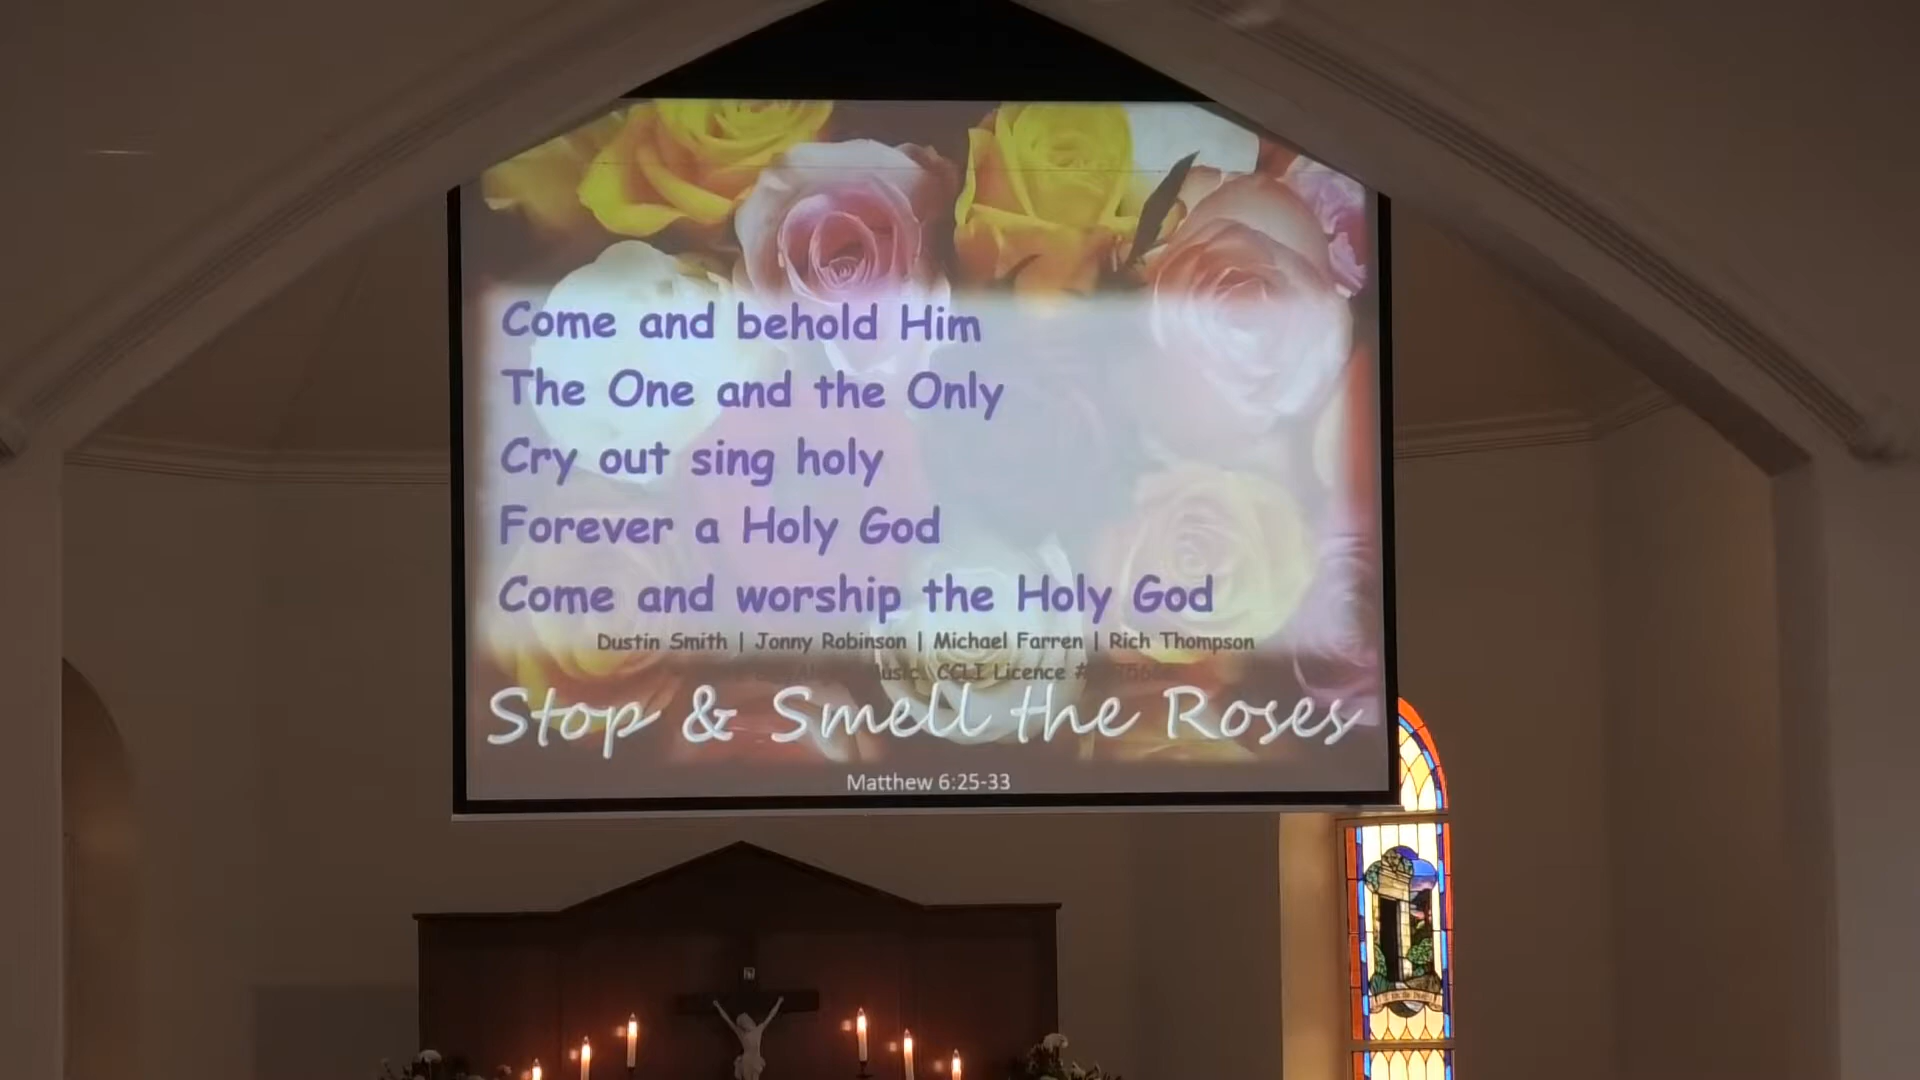 Come and behold Him
The One and the Only
Cry out sing holy
Forever a Holy God
Come and worship the Holy God
Dustin Smith | Jonny Robinson | Michael Farren | Rich Thompson
CCLI Licence #
Stop & Smell the Roses
Matthew 6:25-33